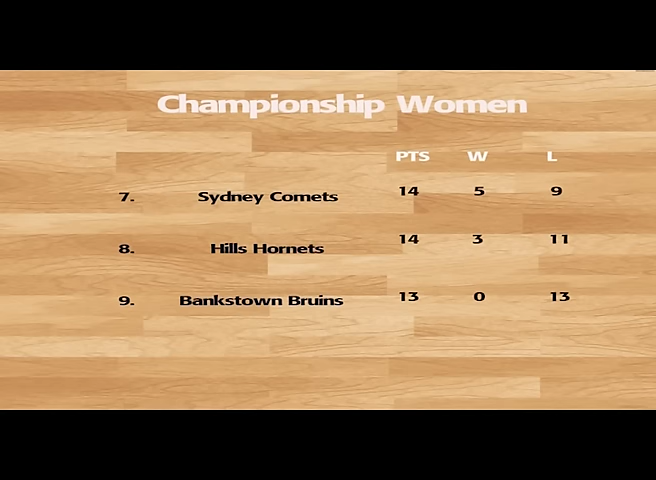 Championship Women
PTS W L
7. Sydney Comets 14 5 9
8. Hills Hornets 14 3 11
9. Bankstown Bruins 13 0 13